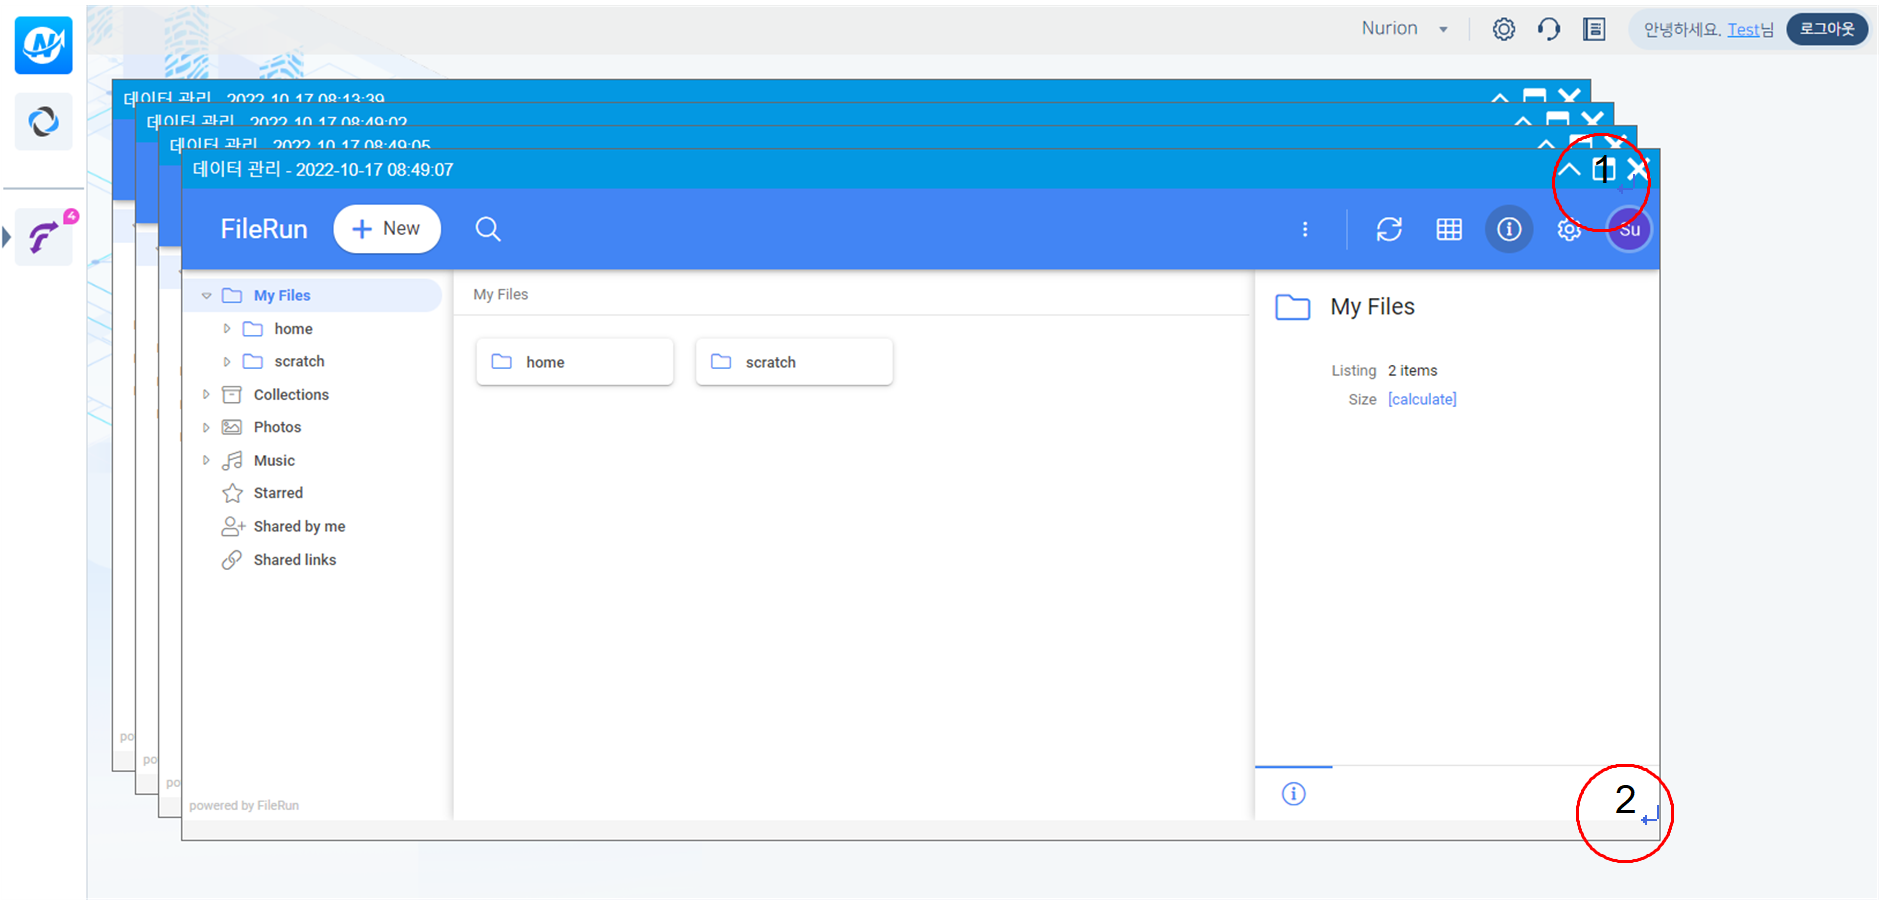 Nurion
안녕하세요. Test님
로그아웃
4
데이터 관리 - 2022-10-17 08:13:39
데이터 관리 - 2022-10-17 08:49:02
데이터 관리 - 2022-10-17 08:49:05
데이터 관리 - 2022-10-17 08:49:07
1
FileRun
+ New
Su
My Files
home
scratch
Collections
Photos
Music
Starred
Shared by me
Shared links
powered by FileRun
My Files
home
scratch
My Files
Listing 2 items
Size [calculate]
po
po
po
2